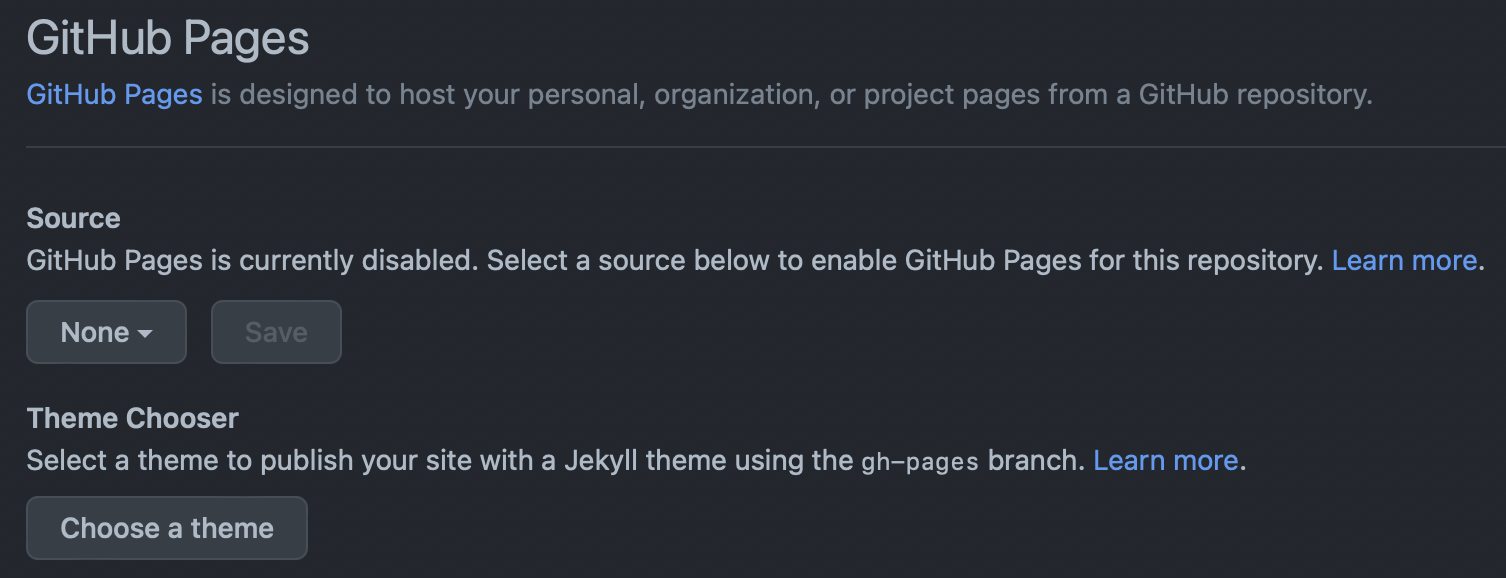 GitHub Pages
GitHub Pages is designed to host your personal, organization, or project pages from a GitHub repository.
Source
GitHub Pages is currently disabled. Select a source below to enable GitHub Pages for this repository. Learn more.
None Save
Theme Chooser
Select a theme to publish your site with a Jekyll theme using the gh-pages branch. Learn more.
Choose a theme